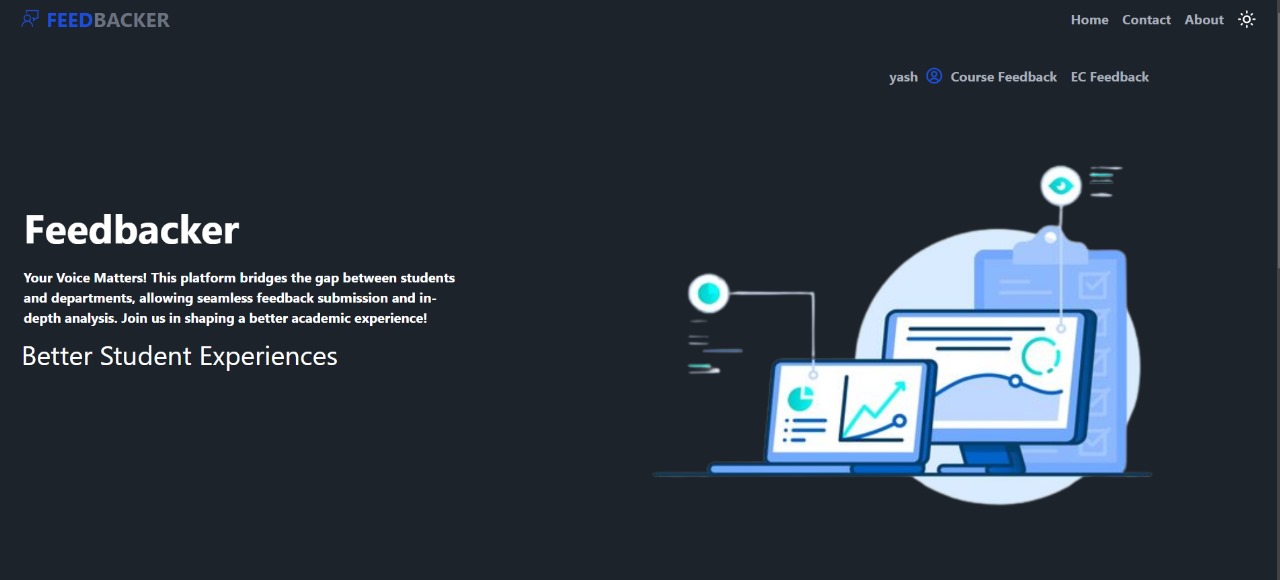 FEEDBACKER
Home Contact About
yash Course Feedback EC Feedback
Feedbacker
Your Voice Matters! This platform bridges the gap between students
and departments, allowing seamless feedback submission and in-
depth analysis. Join us in shaping a better academic experience!
Better Student Experiences